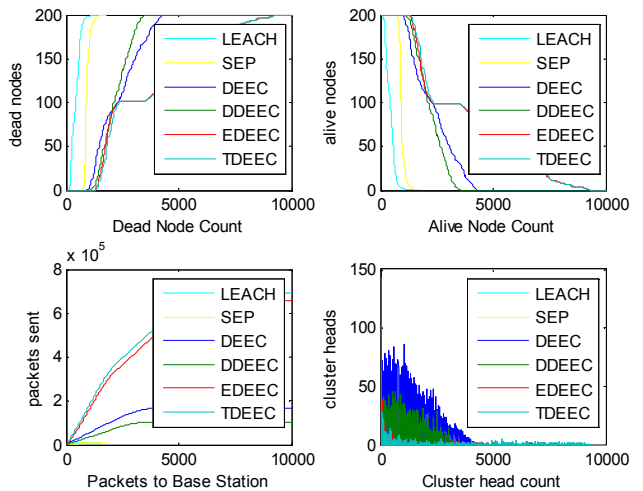 200
150
100
50
0
dead nodes
0
5000
10000
Dead Node Count
LEACH
SEP
DEEC
DDEEC
EDEEC
TDEEC
200
150
100
50
0
alive nodes
0
5000
10000
Alive Node Count
LEACH
SEP
DEEC
DDEEC
EDEEC
TDEEC
x 10^5
8
6
4
2
0
packets sent
0
5000
10000
Packets to Base Station
LEACH
SEP
DEEC
DDEEC
EDEEC
TDEEC
150
100
50
0
cluster heads
0
5000
10000
Cluster head count
LEACH
SEP
DEEC
DDEEC
EDEEC
TDEEC